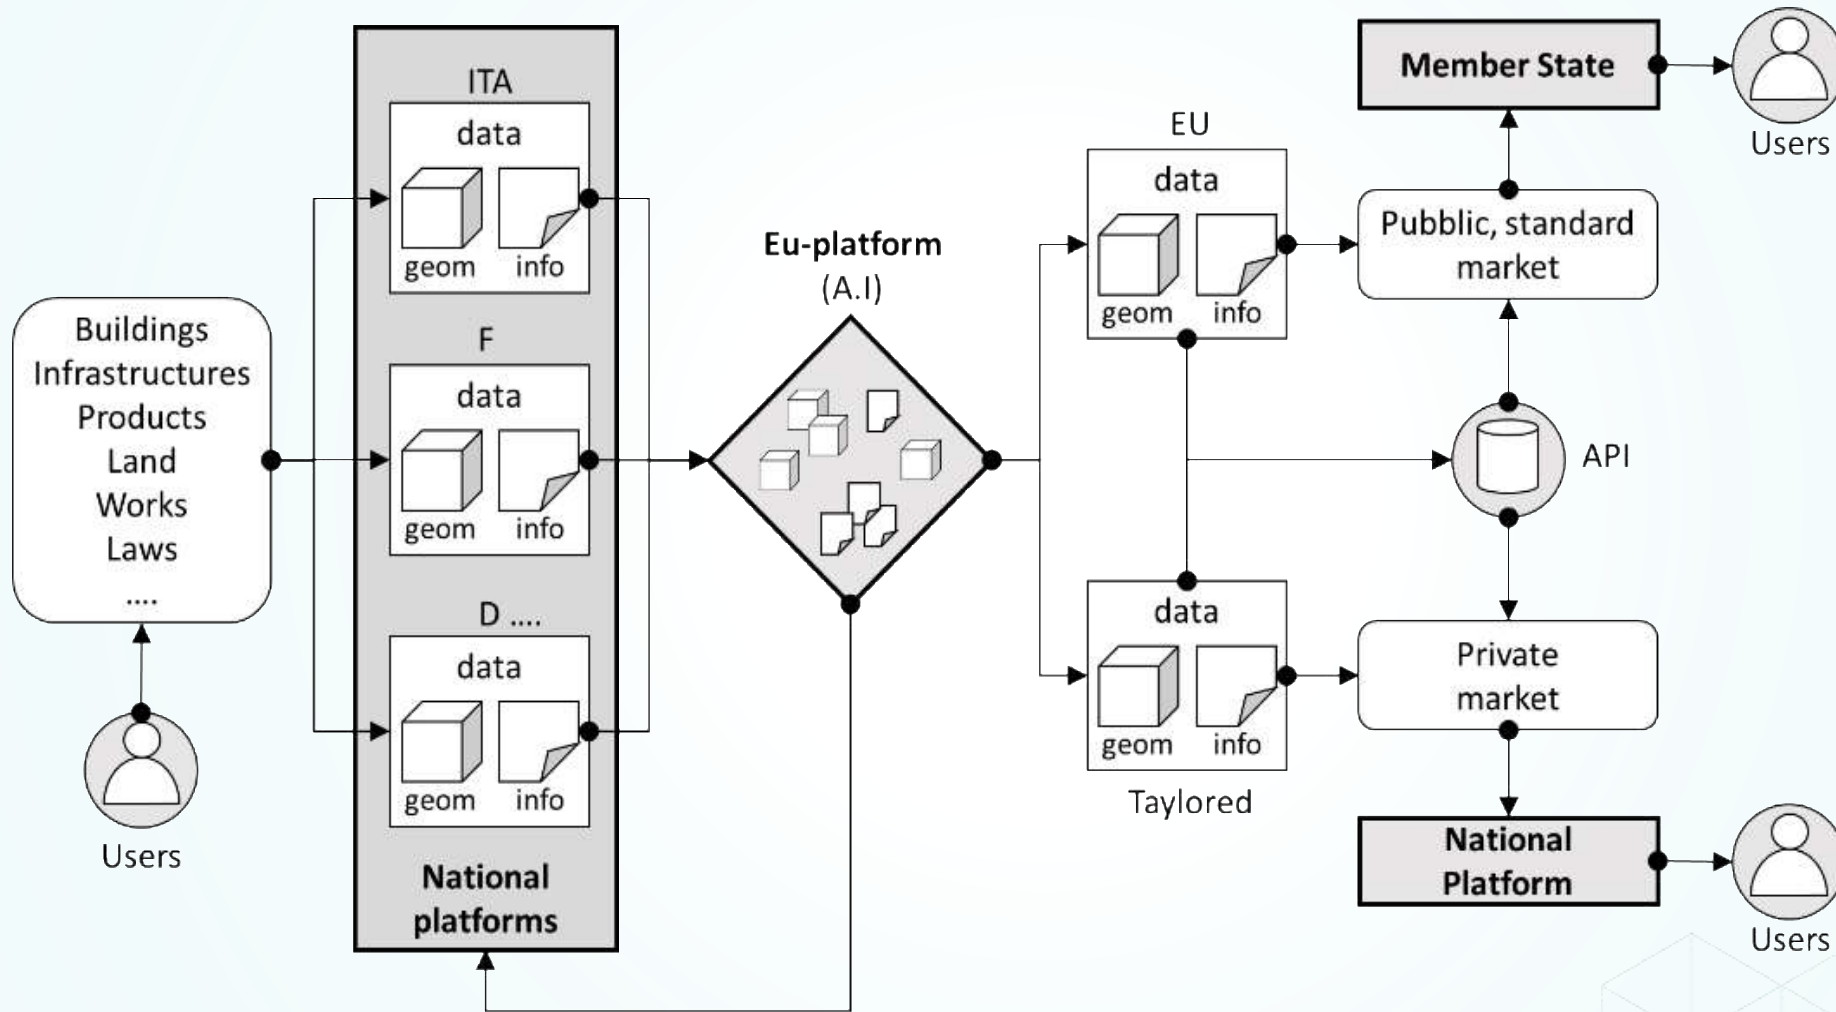 Buildings
Infrastructures
Products
Land
Works
Laws
....
Users
ITA
data
geom info
F
data
geom info
D ....
data
geom info
National
platforms
Eu-platform
(A.I)
EU
data
geom info
data
geom info
Taylored
Member State
Users
Pubblic, standard
market
API
Private
market
National
Platform
Users